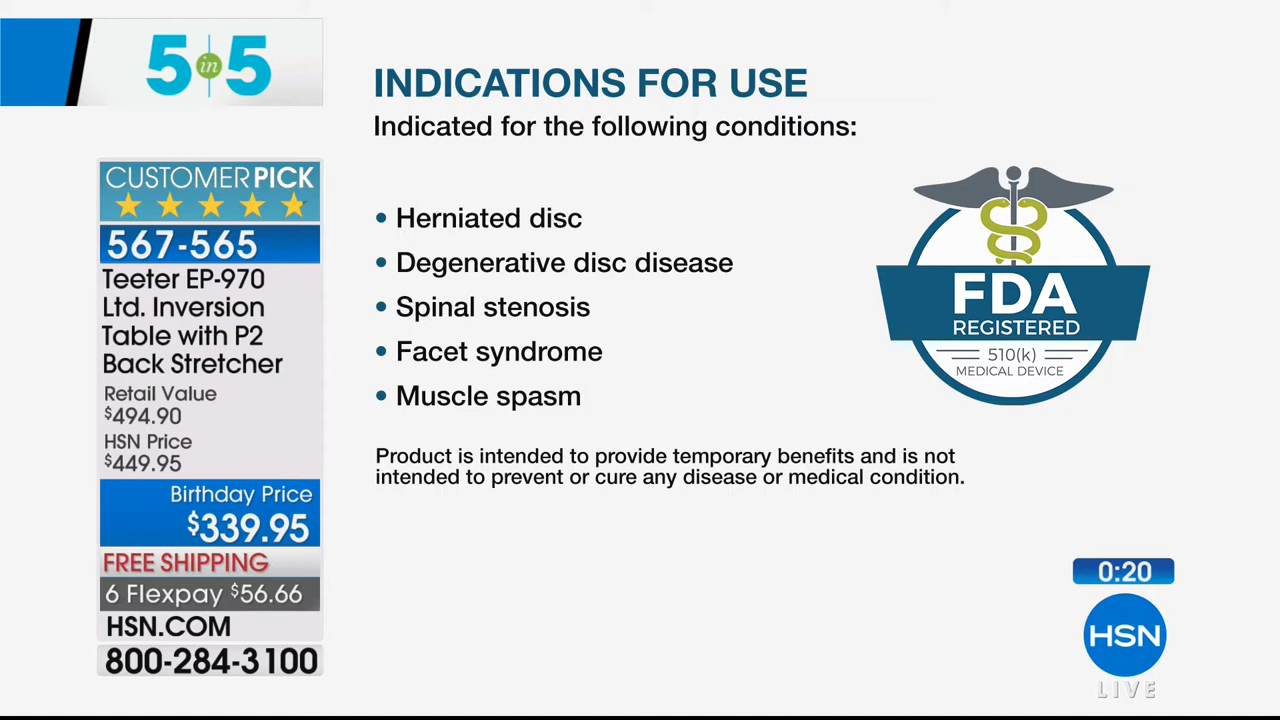 5 in 5
INDICATIONS FOR USE
Indicated for the following conditions:
• Herniated disc
• Degenerative disc disease
• Spinal stenosis
• Facet syndrome
• Muscle spasm
Product is intended to provide temporary benefits and is not
intended to prevent or cure any disease or medical condition.
FDA
REGISTERED
510(k)
MEDICAL DEVICE
CUSTOMER PICK
567-565
Teeter EP-970
Ltd. Inversion
Table with P2
Back Stretcher
Retail Value
$494.90
HSN Price
$449.95
Birthday Price
$339.95
FREE SHIPPING
6 Flexpay $56.66
HSN.COM
800-284-3100
0:20
HSN
LIVE